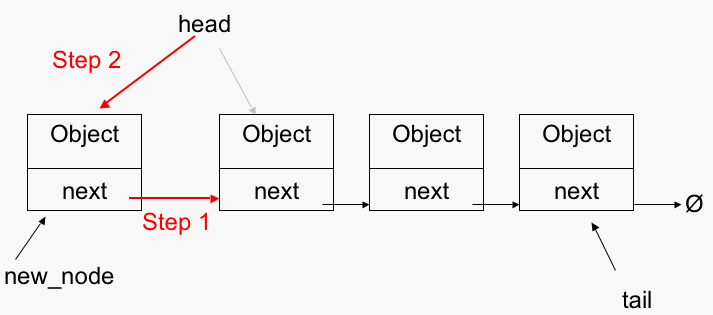 head
Step 2
Object
Object
Object
Object
next
next
next
next
Ø
Step 1
new_node
tail